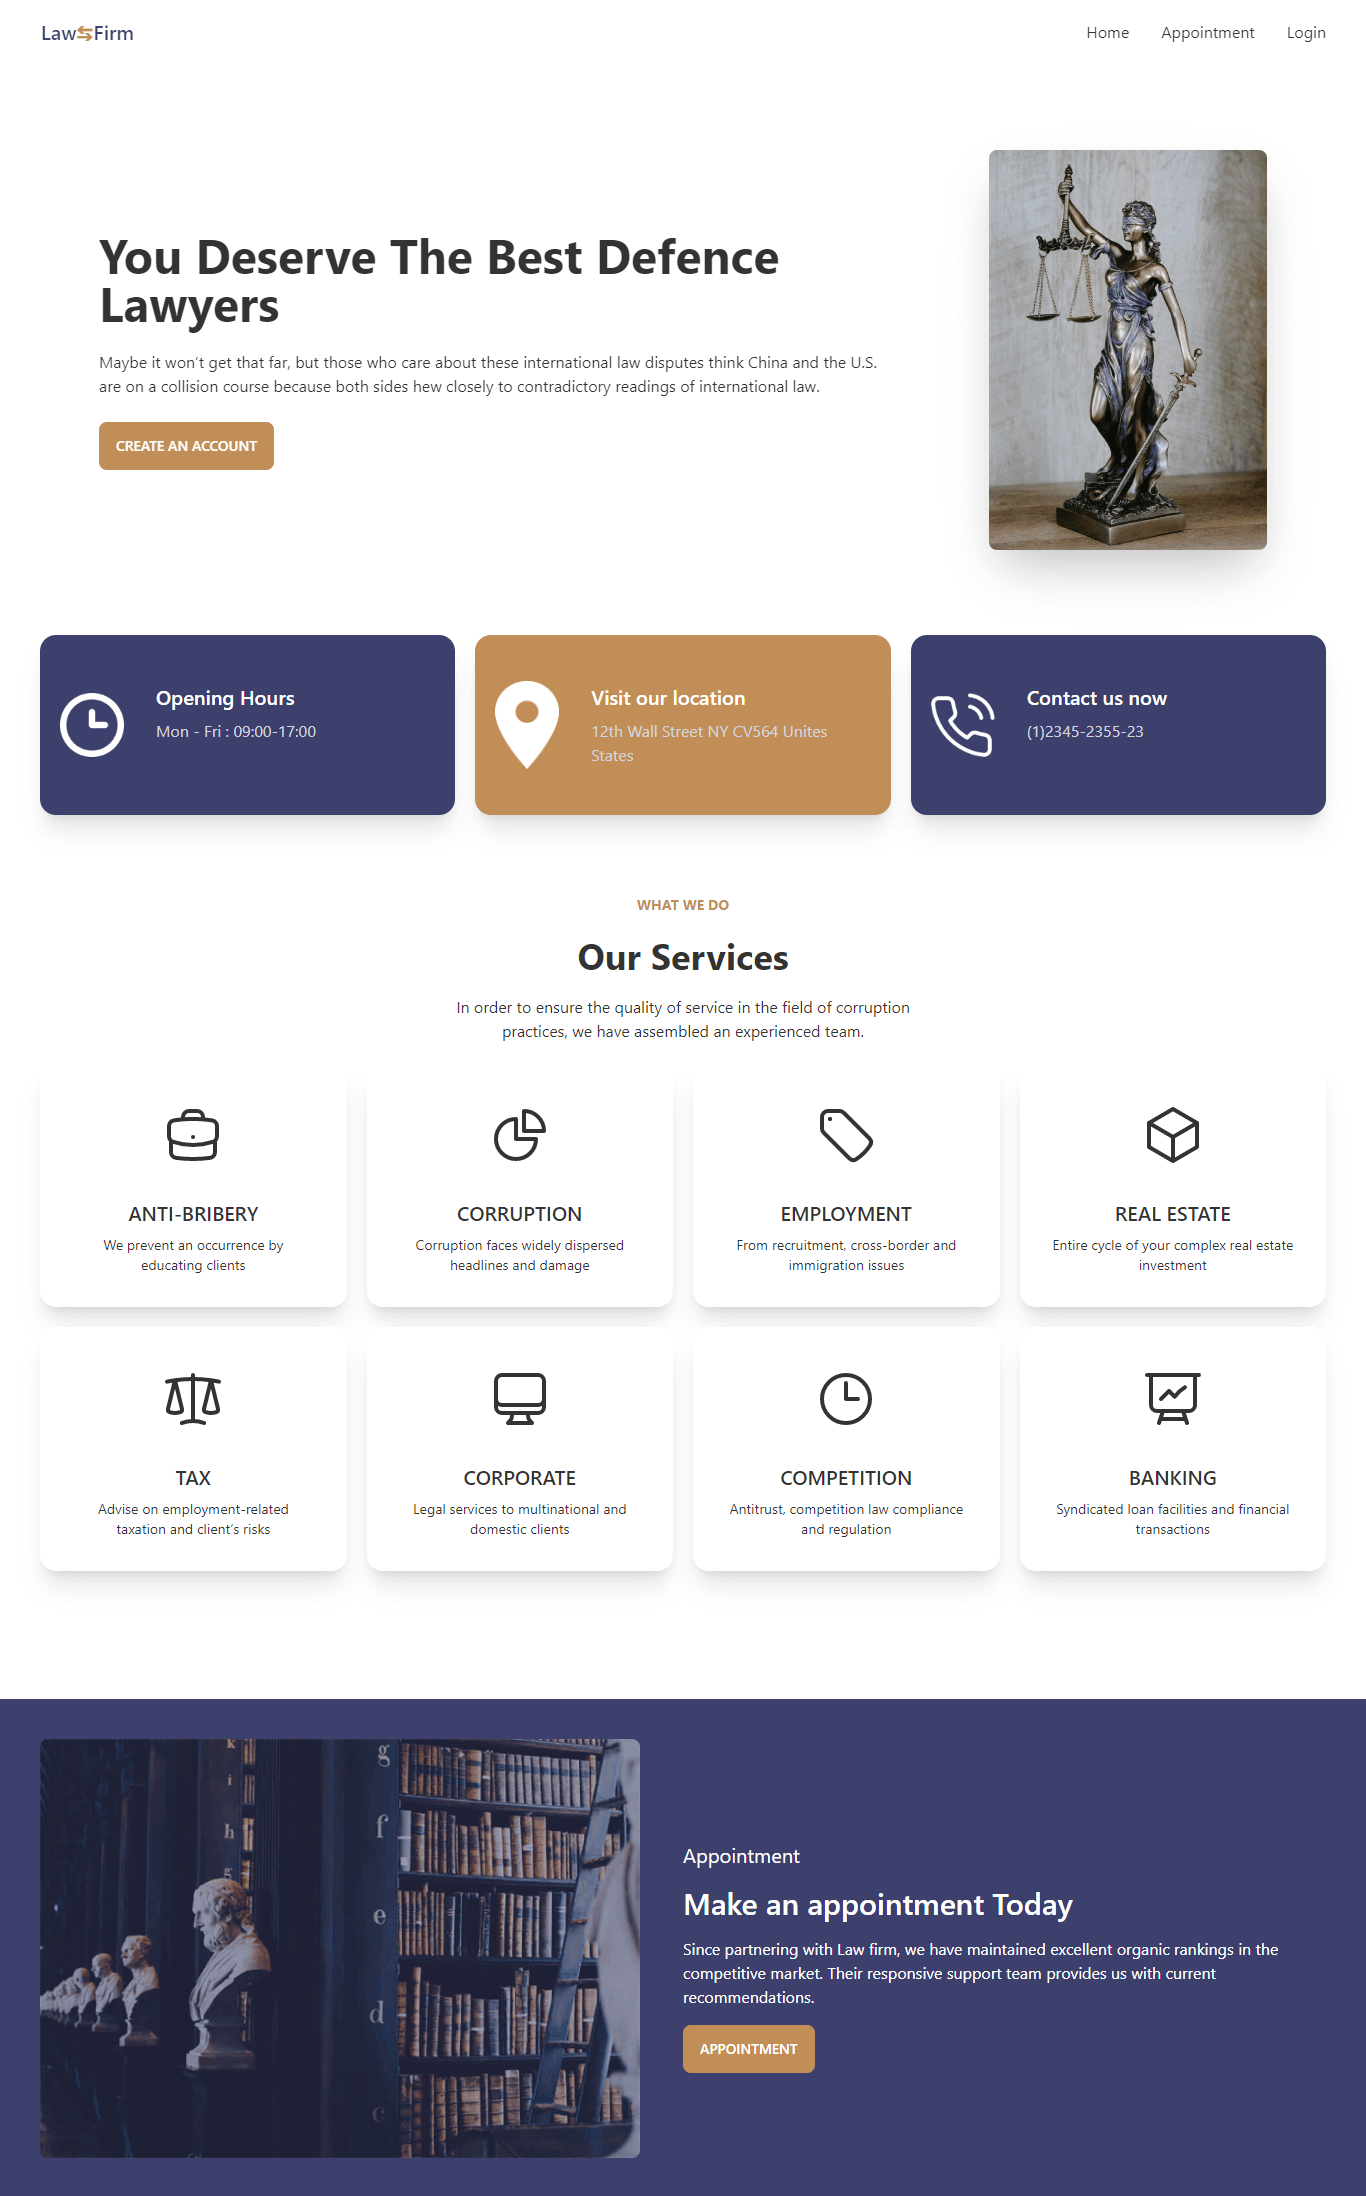 Law Firm
Home Appointment Login
You Deserve The Best Defence
Lawyers
Maybe it won't get that far, but those who care about these international law disputes think China and the U.S.
are on a collision course because both sides hew closely to contradictory readings of international law.
CREATE AN ACCOUNT
Opening Hours
Mon - Fri : 09:00-17:00
Visit our location
12th Wall Street NY CV564 Unites
States
Contact us now
(1)2345-2355-23
WHAT WE DO
Our Services
In order to ensure the quality of service in the field of corruption
practices, we have assembled an experienced team.
ANTI-BRIBERY
We prevent an occurrence by
educating clients
CORRUPTION
Corruption faces widely dispersed
headlines and damage
EMPLOYMENT
From recruitment, cross-border and
immigration issues
REAL ESTATE
Entire cycle of your complex real estate
investment
TAX
Advise on employment-related
taxation and client's risks
CORPORATE
Legal services to multinational and
domestic clients
COMPETITION
Antitrust, competition law compliance
and regulation
BANKING
Syndicated loan facilities and financial
transactions
k
i
h
g
g
f
e
d
c
Appointment
Make an appointment Today
Since partnering with Law firm, we have maintained excellent organic rankings in the
competitive market. Their responsive support team provides us with current
recommendations.
APPOINTMENT